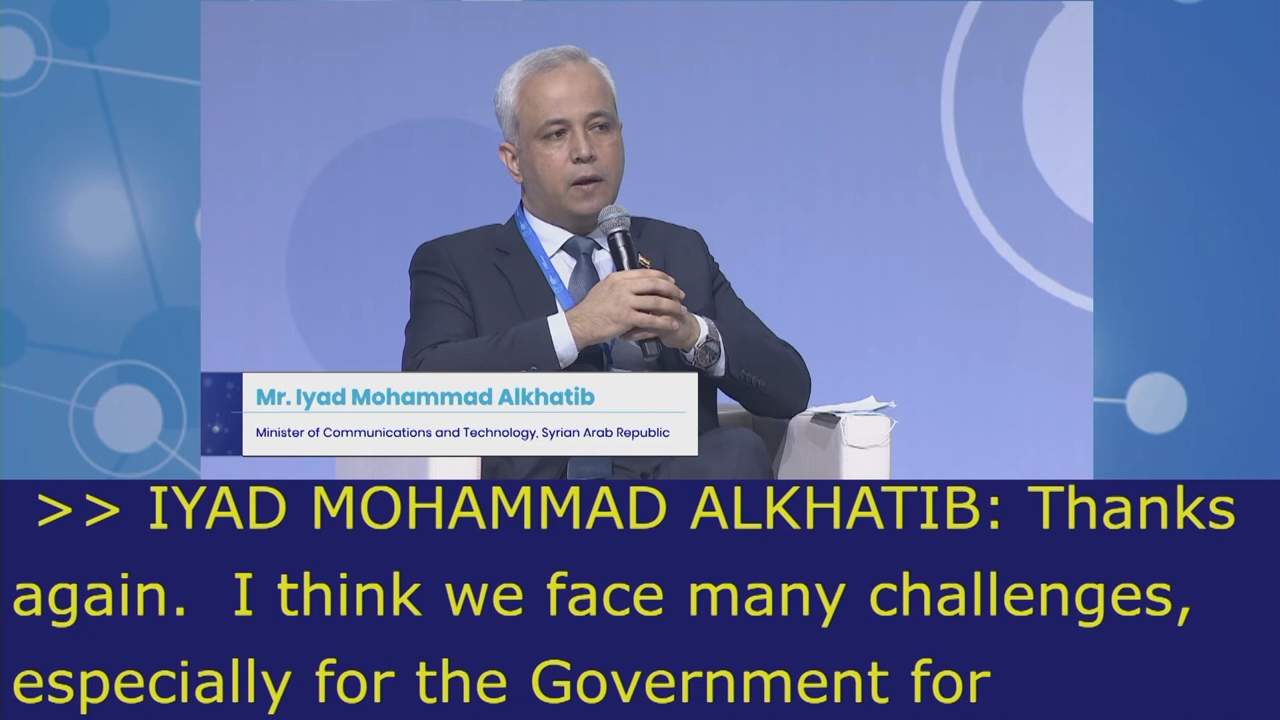 Mr. Iyad Mohammad Alkhatib
Minister of Communications and Technology, Syrian Arab Republic
>> IYAD MOHAMMAD ALKHATIB: Thanks
again.  I think we face many challenges,
especially for the Government for